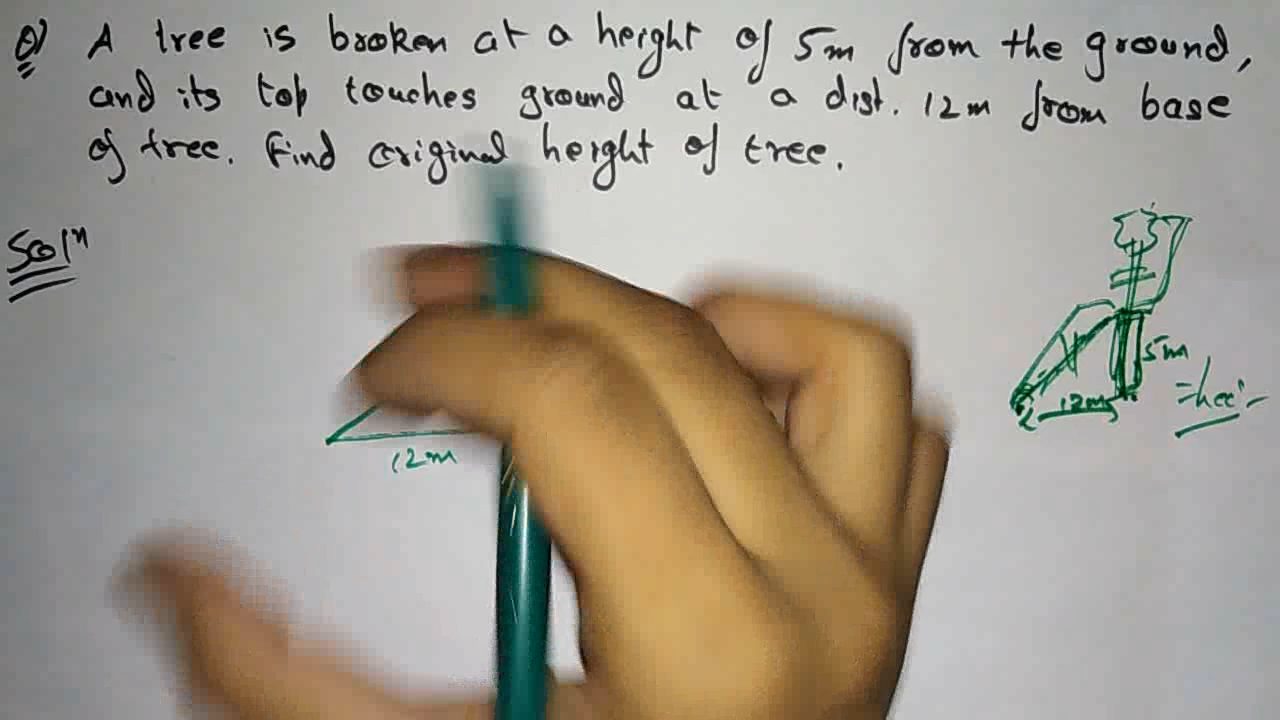 Q) A tree is broken at a height of 5m from the ground,
and its top touches ground at a dist. 12m from base
of tree. Find original height of tree.
Solⁿ
5m
12m
12m